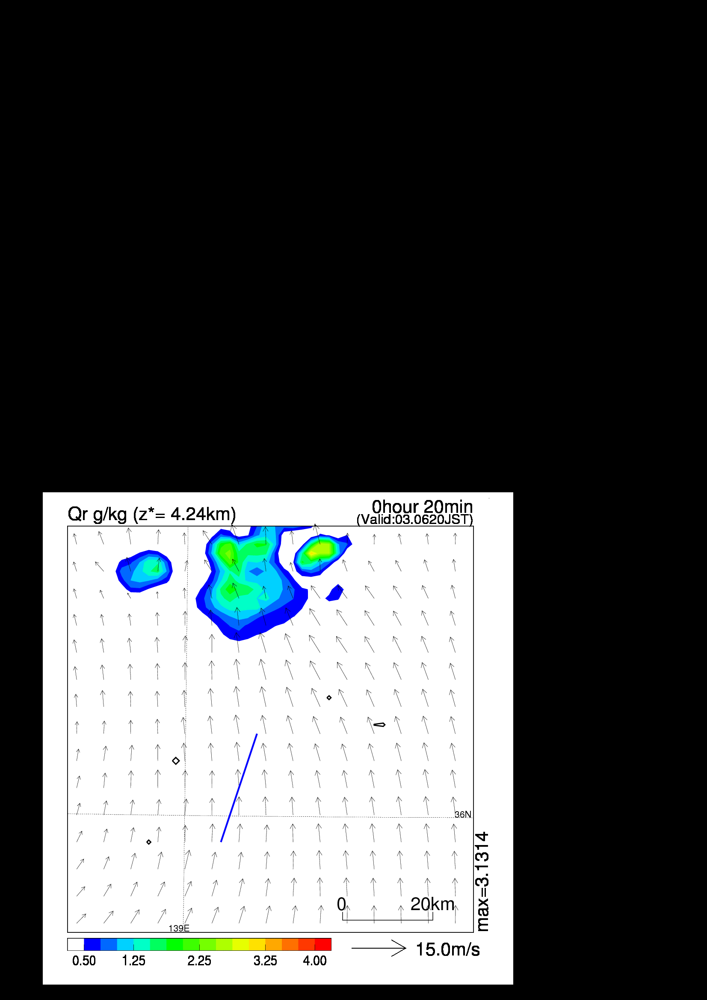 0hour 20min
Qr g/kg (z*= 4.24km)
(Valid:03.0620JST)
36N
max=3.1314
0 20km
139E
15.0m/s
0.50 1.25 2.25 3.25 4.00